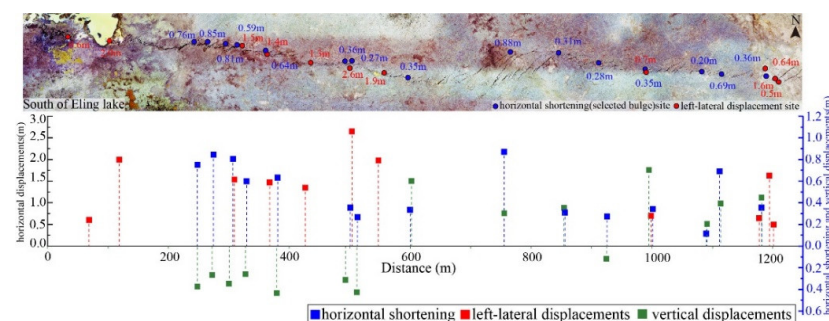 N
0.59m
0.76m 0.85m
0.81m
0.64m
1.3m
0.36m
0.27m
2.6m
1.9m
0.35m
0.88m
0.31m
0.28m
0.35m
0.20m
0.69m
0.36m
0.64m
1.6m
0.5m
South of Eling lake
horizontal shortening(selected bulge)site left-lateral displacement site
horizontal displacements(m)
3.0
2.5
2.0
1.5
1.0
0.5
0.0
0 200 400 600 800 1000 1200
Distance (m)
1.2
1.0
0.8
0.6
0.4
0.2
0.0
0.2
0.4
0.6
horizontal shortening, vertical displacements(m)
horizontal shortening left-lateral displacements vertical displacements